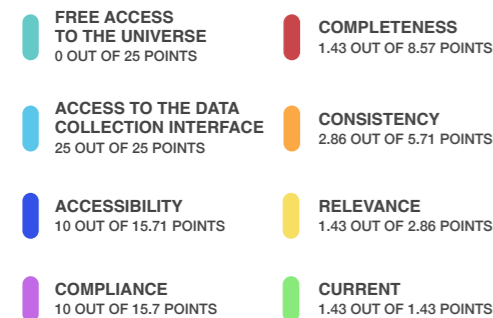 FREE ACCESS
TO THE UNIVERSE
0 OUT OF 25 POINTS
COMPLETENESS
1.43 OUT OF 8.57 POINTS
ACCESS TO THE DATA
COLLECTION INTERFACE
25 OUT OF 25 POINTS
CONSISTENCY
2.86 OUT OF 5.71 POINTS
ACCESSIBILITY
10 OUT OF 15.71 POINTS
RELEVANCE
1.43 OUT OF 2.86 POINTS
COMPLIANCE
10 OUT OF 15.7 POINTS
CURRENT
1.43 OUT OF 1.43 POINTS